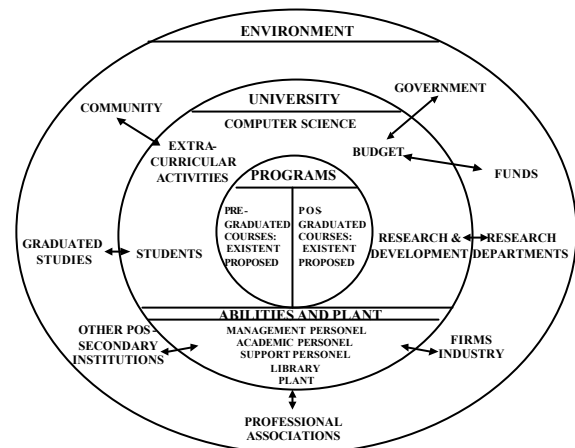 ENVIRONMENT
GOVERNMENT
COMMUNITY
UNIVERSITY
COMPUTER SCIENCE
EXTRA-
CURRICULAR
ACTIVITIES
BUDGET
FUNDS
PROGRAMS
PRE-
GRADUATED
COURSES:
EXISTENT
PROPOSED
POS
GRADUATED
COURSES:
EXISTENT
PROPOSED
GRADUATED
STUDIES
STUDENTS
RESEARCH &
DEVELOPMENT
RESEARCH
DEPARTMENTS
ABILITIES AND PLANT
MANAGEMENT PERSONEL
ACADEMIC PERSONEL
SUPPORT PERSONEL
LIBRARY
PLANT
OTHER POS-
SECONDARY
INSTITUTIONS
FIRMS
INDUSTRY
PROFESSIONAL
ASSOCIATIONS